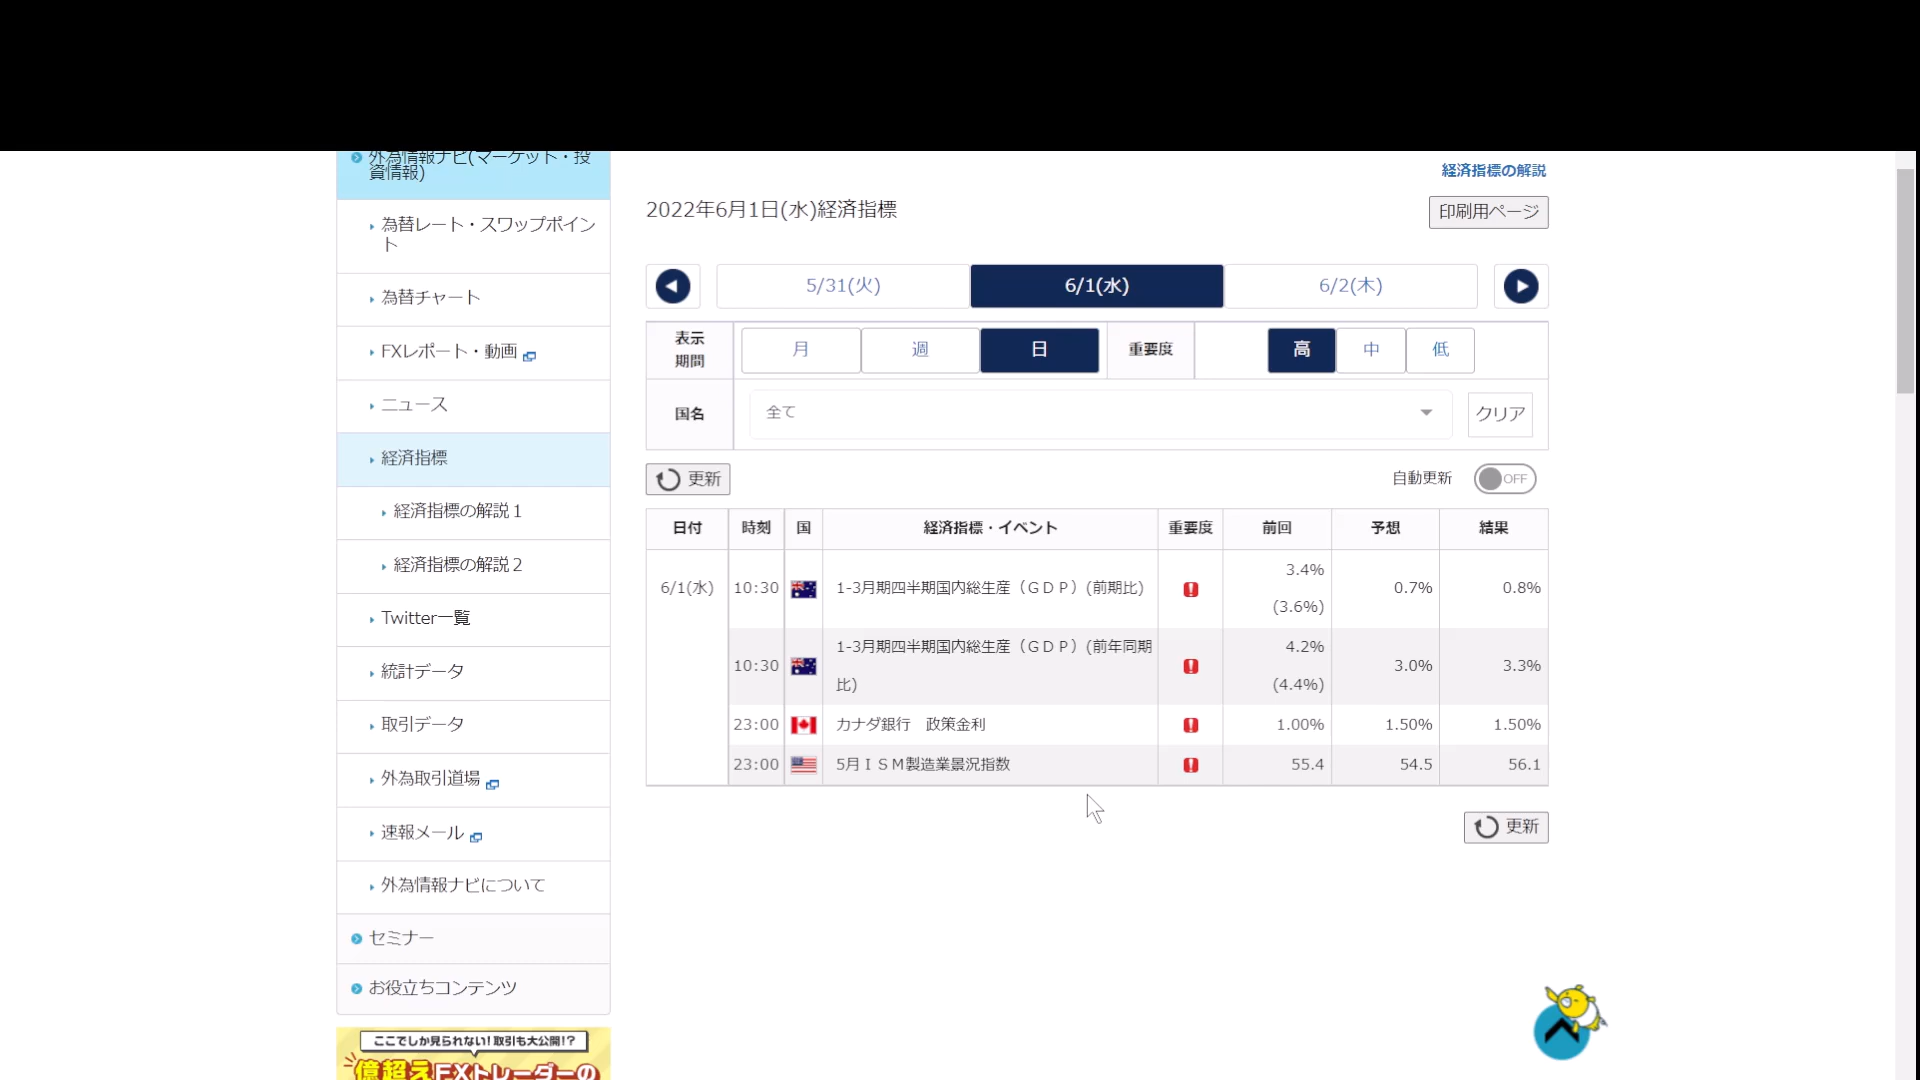 外為情報ナビ(マーケット・投
資情報)
為替レート・スワップポイン
ト
為替チャート
FXレポート・動画
ニュース
経済指標
経済指標の解説1
経済指標の解説2
Twitter一覧
統計データ
取引データ
外為取引道場
速報メール
外為情報ナビについて
セミナー
お役立ちコンテンツ
ここでしか見られない!取引も大公開!?
億超えFXトレーダーの
経済指標の解説
2022年6月1日(水)経済指標
印刷用ページ
5/31(火) 6/1(水) 6/2(木)
表示
期間
月 週 日 重要度 高 中 低
国名 全て クリア
更新 自動更新 OFF
日付 時刻 国 経済指標・イベント 重要度 前回 予想 結果
6/1(水) 10:30 1-3月期四半期国内総生産（ＧＤＰ）(前期比) 3.4% (3.6%) 0.7% 0.8%
10:30 1-3月期四半期国内総生産（ＧＤＰ）(前年同期
比) 4.2% (4.4%) 3.0% 3.3%
23:00 カナダ銀行　政策金利 1.00% 1.50% 1.50%
23:00 5月ＩＳＭ製造業景況指数 55.4 54.5 56.1
更新